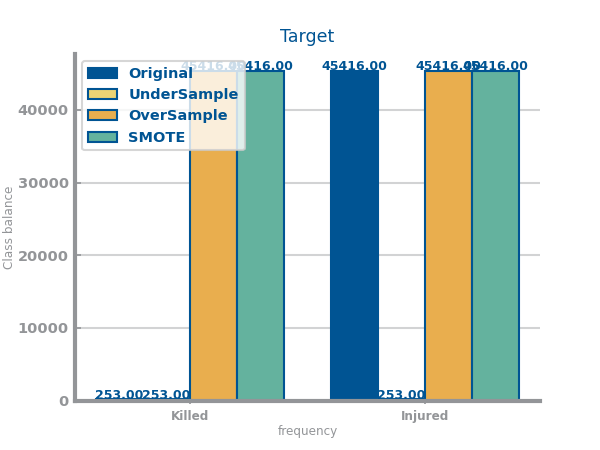 Target
45416.00 45416.00 45416.00 45416.00 45416.00
Original
UnderSample
OverSample
SMOTE
40000
30000
20000
10000
0
253.00 253.00 253.00
Killed Injured
frequency
Class balance